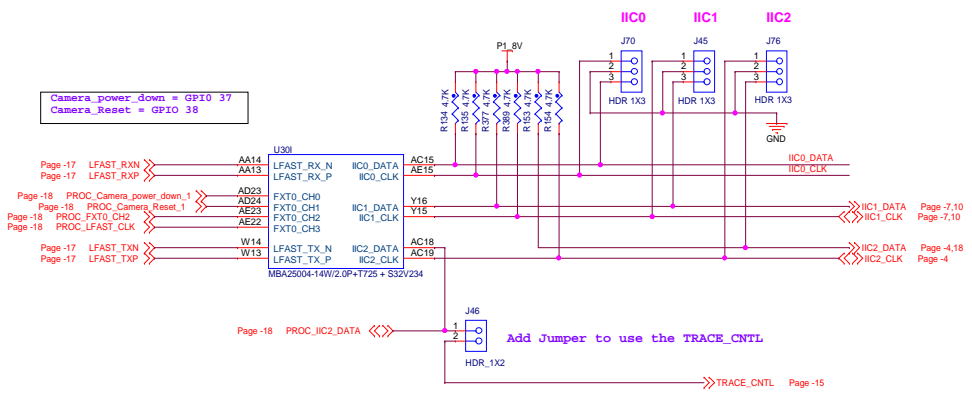 IIC0 IIC1 IIC2
J70 J45 J76
P1_8V
1 1 1
2 2 2
3 3 3
HDR 1X3 HDR 1X3 HDR 1X3
R134 4.7K
R135 4.7K
R377 4.7K
R389 4.7K
R153 4.7K
R154 4.7K
GND
Camera_power_down = GPIO 37
Camera_Reset = GPIO 38
U30I
Page -17 LFAST_RXN AA14 LFAST_RX_N IIC0_DATA AC15 IIC0_DATA
Page -17 LFAST_RXP AA13 LFAST_RX_P IIC0_CLK AE15 IIC0_CLK
Page -18 PROC_Camera_power_down_1 AD23 FXT0_CH0
Page -18 PROC_Camera_Reset_1 AD24 FXT0_CH1 IIC1_DATA Y16 IIC1_DATA Page -7,10
Page -18 PROC_FXT0_CH2 AE23 FXT0_CH2 IIC1_CLK Y15 IIC1_CLK Page -7,10
Page -18 PROC_LFAST_CLK AE22 FXT0_CH3
Page -17 LFAST_TXN W14 LFAST_TX_N IIC2_DATA AC18 IIC2_DATA Page -4,18
Page -17 LFAST_TXP W13 LFAST_TX_P IIC2_CLK AC19 IIC2_CLK Page -4
MBA25004-14W/2.0P+T725 + S32V234
J46
Page -18 PROC_IIC2_DATA 1
2
Add Jumper to use the TRACE_CNTL
HDR_1X2
TRACE_CNTL Page -15